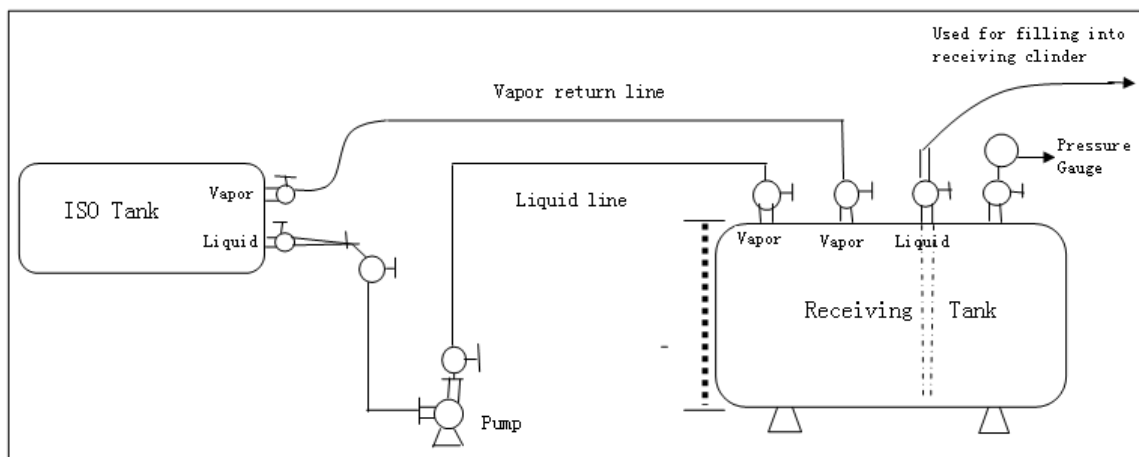 Used for filling into
receiving clinder
Vapor return line
Pressure
Gauge
Vapor
ISO Tank
Liquid line
Liquid
Vapor
Vapor
Liquid
Receiving Tank
Pump